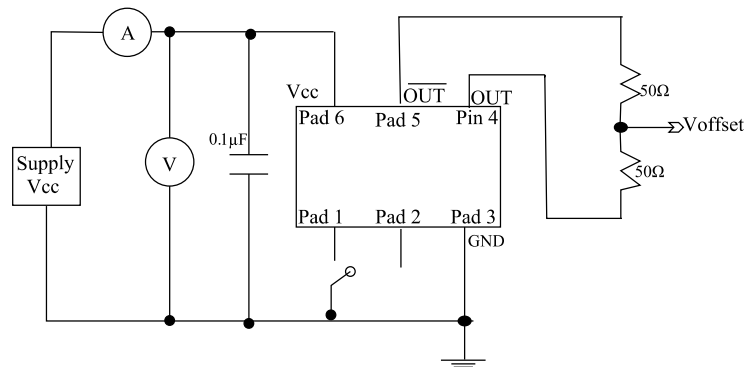 A
Vcc
OUT
OUT
Pad 6
Pad 5
Pin 4
50Ω
Voffset
0.1µF
Supply
Vcc
V
50Ω
Pad 1
Pad 2
Pad 3
GND